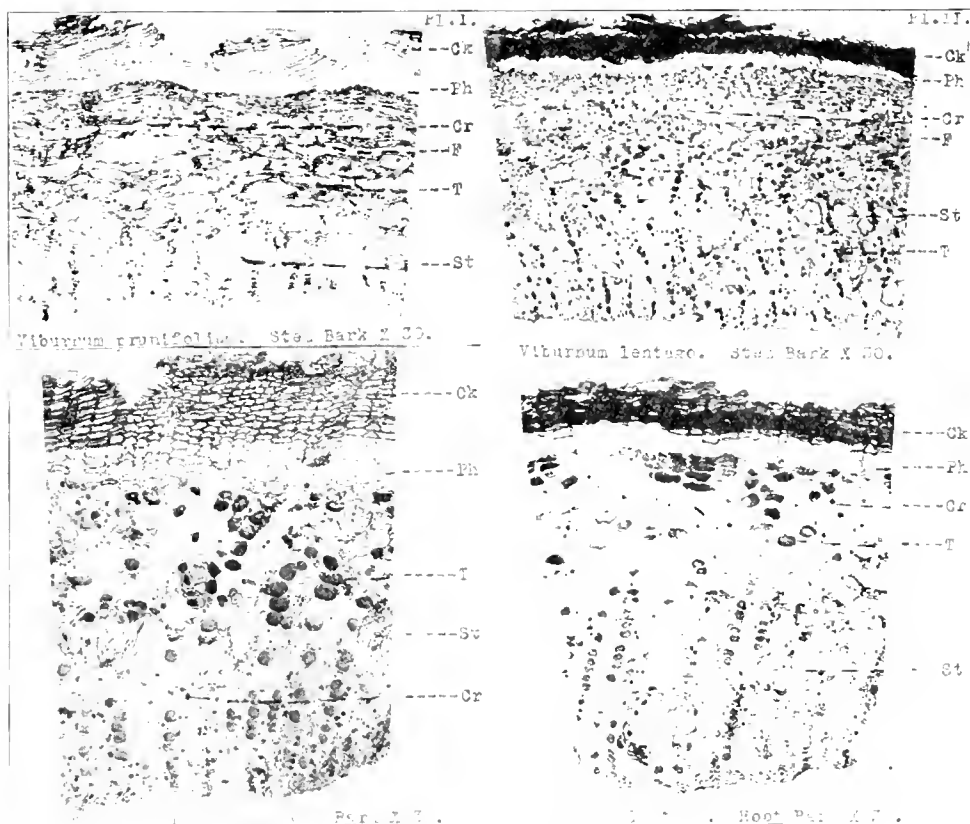 Pl.I.
Ck
Ph
Cr
F
T
St
Viburnum prunifolium. Stem Bark X 30.
Pl.II.
Ck
Ph
Cr
F
St
T
Viburnum lentago. Stem Bark X 30.
Ck
Ph
T
St
Cr
Bark X
Ck
Ph
Cr
T
St
Root Bark X